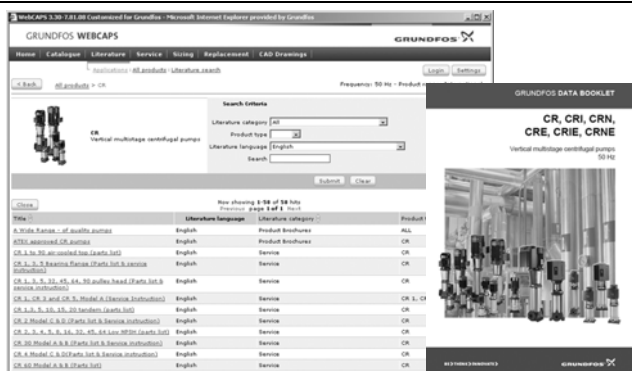 WebCAPS 3.30-7.01.00 Customized for Grundfos - Microsoft Internet Explorer provided by Grundfos
GRUNDFOS WEBCAPS
GRUNDFOS
Home Catalogue Literature Service Sizing Replacement CAD Drawings
Applications - All products - Literature search
Login Settings
< Back All products > CR
Frequency: 50 Hz - Product
Search Criteria
Literature category All
CR
Vertical multistage centrifugal pumps
Product type
Literature language English
Search
Submit Clear
Close
Now showing 1-58 of 58 hits
Previous page 1 of 1 Next
Title Literature language Literature category Product
A Wide Range - of quality pumps English Product Brochures ALL
ATEX approved CR pumps English Product Brochures CR
CR 1 to 90 air-cooled top (parts list) English Service CR
CR 1, 3, 5 Bearing flange (Parts list & service instruction) English Service CR
CR 1, 3, 5, 32, 45, 64, 90 pulley head (Parts list & service instruction) English Service CR
CR 1, CR 3 and CR 5, Model A (Service Instruction) English Service CR 1, CR
CR 1,3, 5, 10, 15, 20 tandem (parts list) English Service CR
CR 2 Model C & D (Parts list & Service instruction) English Service CR
CR 2, 3, 4, 5, 8, 16, 32, 45, 64 Low NPSH (parts list) English Service CR
CR 30 Model A & B (Parts list & Service instruction) English Service CR
CR 4 Model C & D(Parts list & Service instruction) English Service CR
CR 60 Model A & B (Parts list) English Service CR
GRUNDFOS DATA BOOKLET
CR, CRI, CRN,
CRE, CRIE, CRNE
Vertical multistage centrifugal pumps
50 Hz
GRUNDFOS